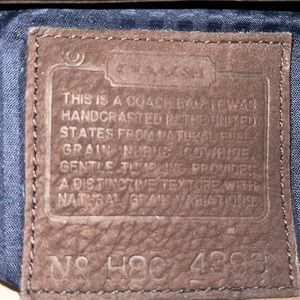 COACH
THIS IS A COACH BAG. IT WAS
HANDCRAFTED IN THE UNITED
STATES FROM NATURAL FULL
GRAIN NUBUC COWHIDE.
GENTLE TUMBLING PROVIDES
A DISTINCTIVE TEXTURE WITH
NATURAL GRAIN VARIATIONS.
No H8C